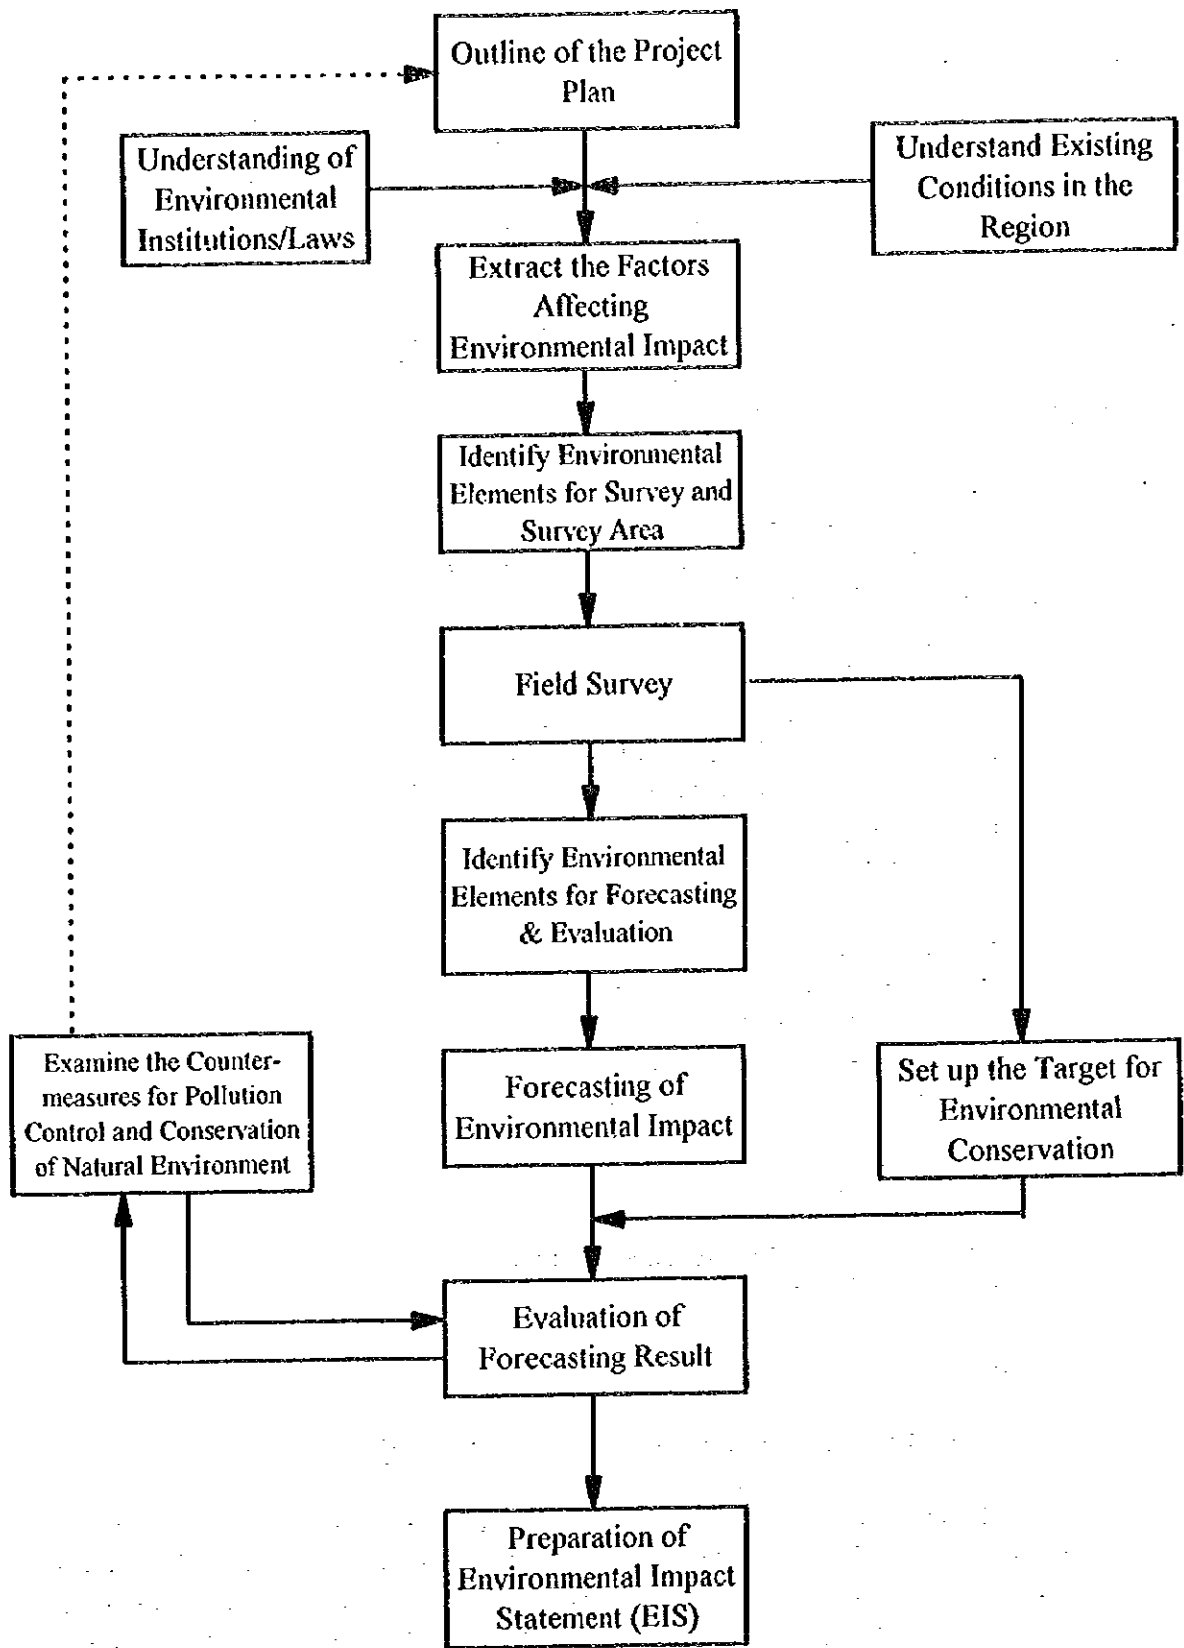 Outline of the Project
Plan
Understanding of
Environmental
Institutions/Laws
Understand Existing
Conditions in the
Region
Extract the Factors
Affecting
Environmental Impact
Identify Environmental
Elements for Survey and
Survey Area
Field Survey
Identify Environmental
Elements for Forecasting
& Evaluation
Examine the Counter-
measures for Pollution
Control and Conservation
of Natural Environment
Forecasting of
Environmental Impact
Set up the Target for
Environmental
Conservation
Evaluation of
Forecasting Result
Preparation of
Environmental Impact
Statement (EIS)